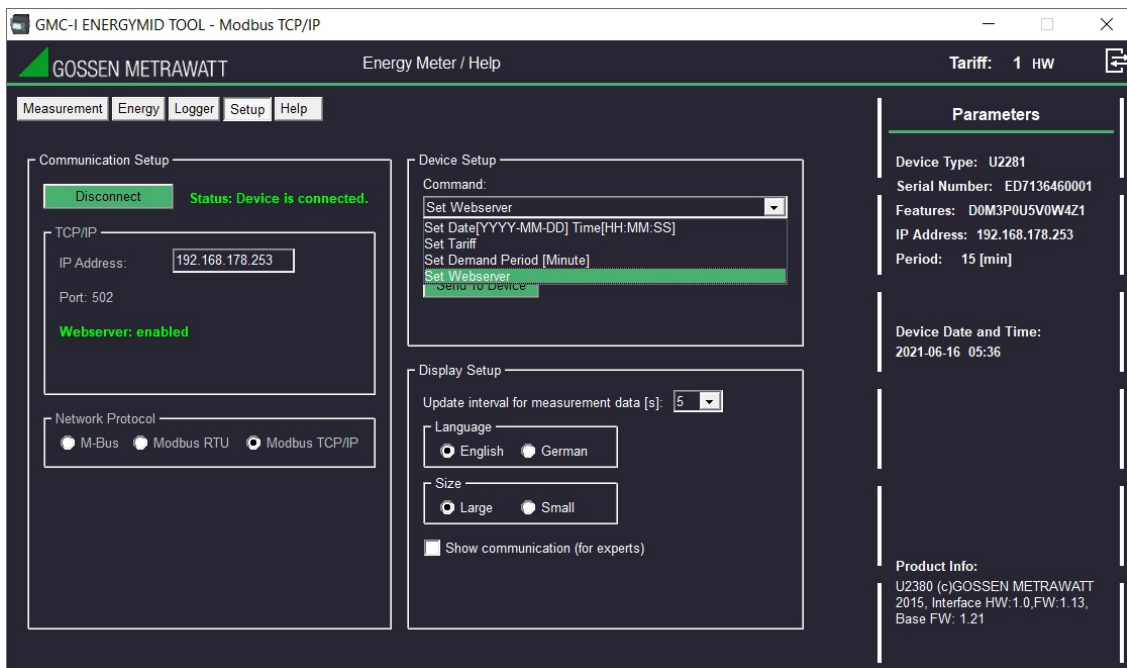 GMC-I ENERGYMID TOOL - Modbus TCP/IP
GOSSEN METRAWATT
Energy Meter / Help
Tariff: 1 HW
Measurement Energy Logger Setup Help
Communication Setup
Disconnect
Status: Device is connected.
TCP/IP
IP Address: 192.168.178.253
Port: 502
Webserver: enabled
Network Protocol
M-Bus Modbus RTU Modbus TCP/IP
Device Setup
Command:
Set Webserver
Set Date[YYYY-MM-DD] Time[HH:MM:SS]
Set Tariff
Set Demand Period [Minute]
Set Webserver
Send To Device
Display Setup
Update interval for measurement data [s]: 5
Language
English German
Size
Large Small
Show communication (for experts)
Parameters
Device Type: U2281
Serial Number: ED7136460001
Features: D0M3P0U5V0W4Z1
IP Address: 192.168.178.253
Period: 15 [min]
Device Date and Time:
2021-06-16 05:36
Product Info:
U2380 (c)GOSSEN METRAWATT
2015, Interface HW:1.0,FW:1.13,
Base FW: 1.21